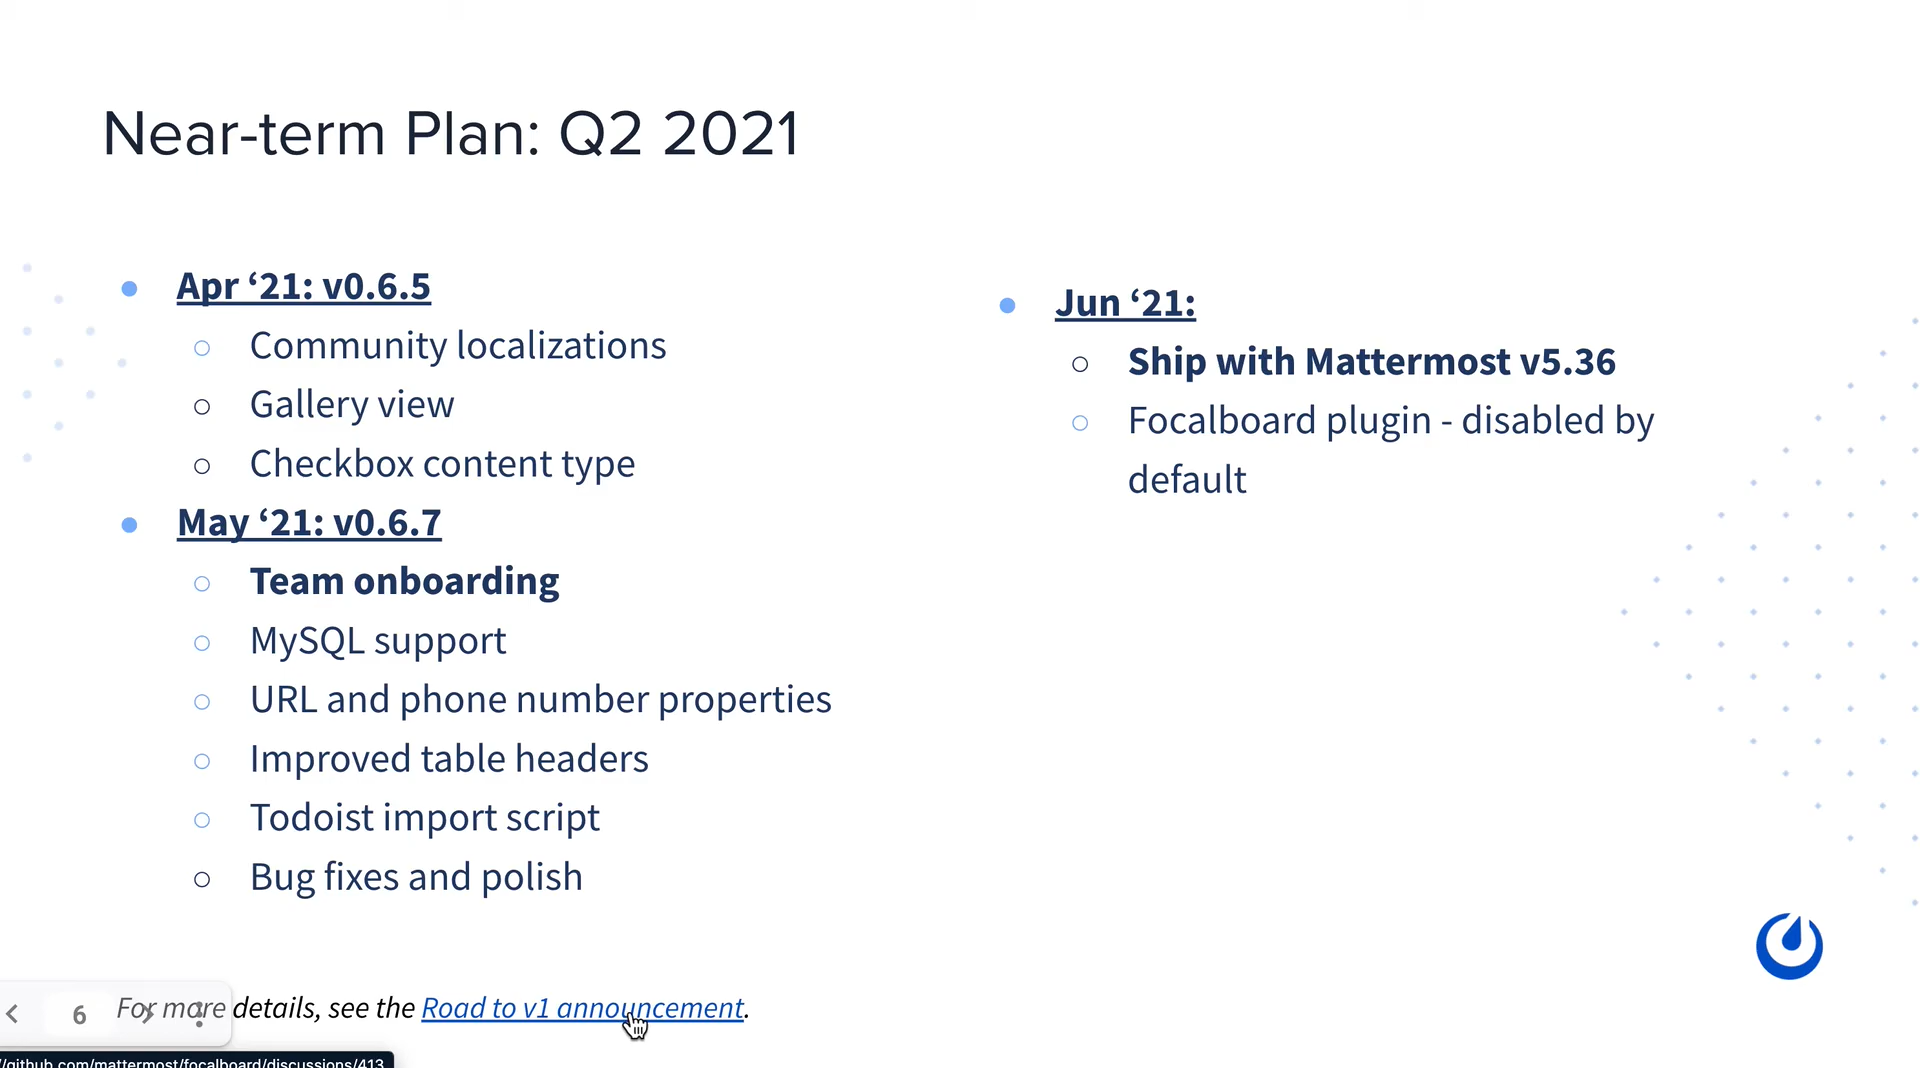 Near-term Plan: Q2 2021
Apr ‘21: v0.6.5
Community localizations
Gallery view
Checkbox content type
May ‘21: v0.6.7
Team onboarding
MySQL support
URL and phone number properties
Improved table headers
Todoist import script
Bug fixes and polish
Jun ‘21:
Ship with Mattermost v5.36
Focalboard plugin - disabled by
default
For more details, see the Road to v1 announcement.
6
/github.com/mattermost/focalboard/discussions/413